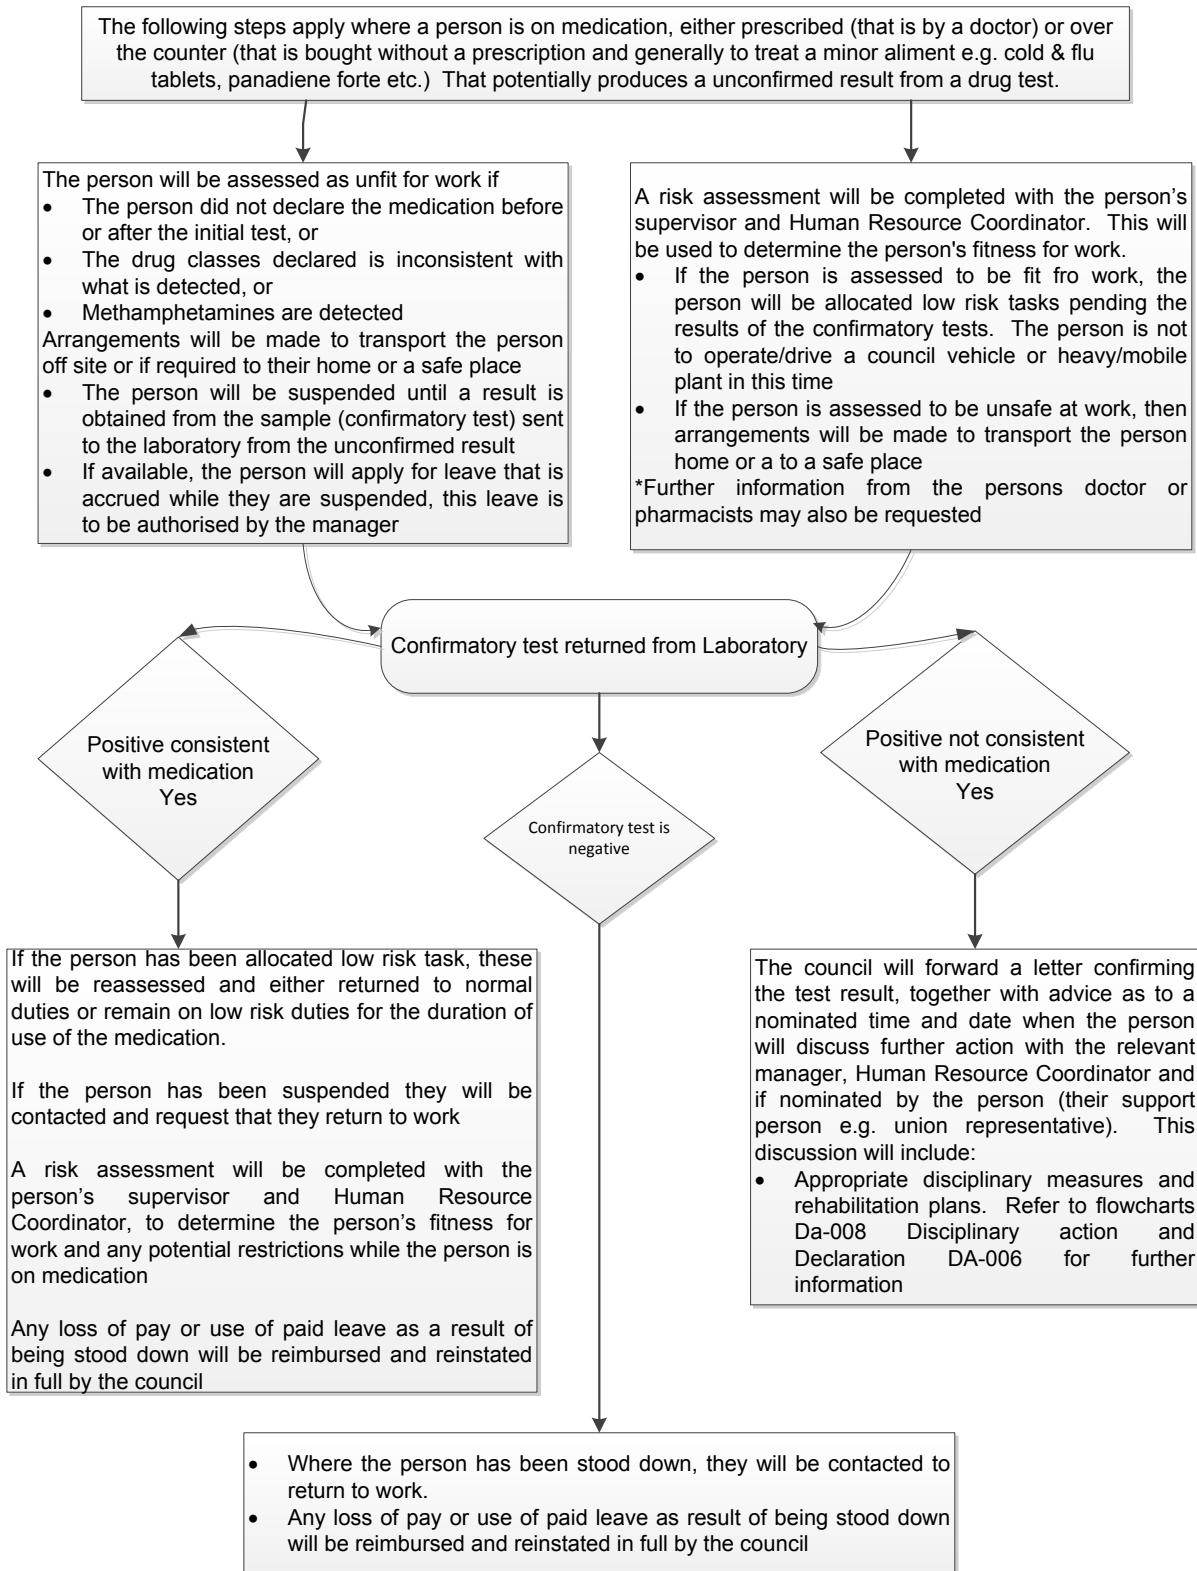 The following steps apply where a person is on medication, either prescribed (that is by a doctor) or over
the counter (that is bought without a prescription and generally to treat a minor aliment e.g. cold & flu
tablets, panadiene forte etc.) That potentially produces a unconfirmed result from a drug test.
The person will be assessed as unfit for work if
• The person did not declare the medication before
or after the initial test, or
• The drug classes declared is inconsistent with
what is detected, or
• Methamphetamines are detected
Arrangements will be made to transport the person
off site or if required to their home or a safe place
• The person will be suspended until a result is
obtained from the sample (confirmatory test) sent
to the laboratory from the unconfirmed result
• If available, the person will apply for leave that is
accrued while they are suspended, this leave is
to be authorised by the manager
A risk assessment will be completed with the person's
supervisor and Human Resource Coordinator. This will
be used to determine the person's fitness for work.
• If the person is assessed to be fit fro work, the
person will be allocated low risk tasks pending the
results of the confirmatory tests. The person is not
to operate/drive a council vehicle or heavy/mobile
plant in this time
• If the person is assessed to be unsafe at work, then
arrangements will be made to transport the person
home or a to a safe place
*Further information from the persons doctor or
pharmacists may also be requested
Confirmatory test returned from Laboratory
Positive consistent
with medication
Yes
Confirmatory test is
negative
Positive not consistent
with medication
Yes
If the person has been allocated low risk task, these
will be reassessed and either returned to normal
duties or remain on low risk duties for the duration of
use of the medication.
If the person has been suspended they will be
contacted and request that they return to work
A risk assessment will be completed with the
person's supervisor and Human Resource
Coordinator, to determine the person's fitness for
work and any potential restrictions while the person is
on medication
Any loss of pay or use of paid leave as a result of
being stood down will be reimbursed and reinstated
in full by the council
The council will forward a letter confirming
the test result, together with advice as to a
nominated time and date when the person
will discuss further action with the relevant
manager, Human Resource Coordinator and
if nominated by the person (their support
person e.g. union representative). This
discussion will include:
• Appropriate disciplinary measures and
rehabilitation plans. Refer to flowcharts
Da-008 Disciplinary action and
Declaration DA-006 for further
information
• Where the person has been stood down, they will be contacted to
return to work.
• Any loss of pay or use of paid leave as result of being stood down
will be reimbursed and reinstated in full by the council